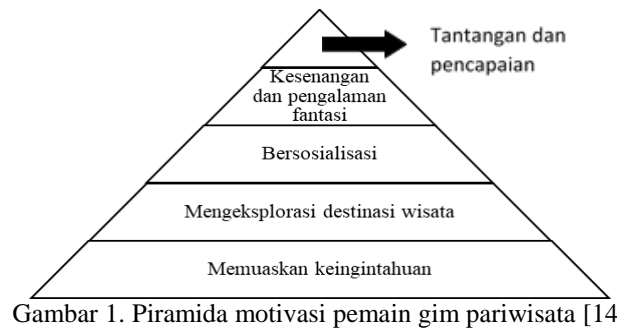 Tantangan dan
pencapaian
Kesenangan
dan pengalaman
fantasi
Bersosialisasi
Mengeksplorasi destinasi wisata
Memuaskan keingintahuan
Gambar 1. Piramida motivasi pemain gim pariwisata [14